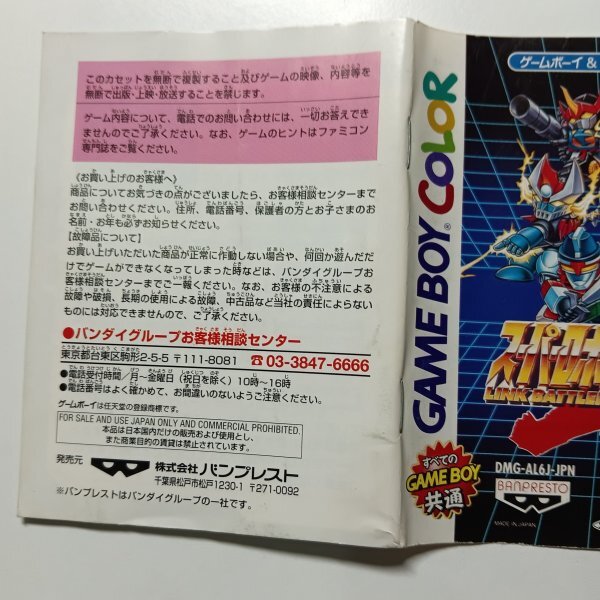 このカセットを無断で複製すること及びゲームの映像、内容等を
無断で出版・上映・放送することを禁じます。
ゲーム内容について、電話でのお問い合わせには、一切お答えで
きませんのでご了承ください。なお、ゲームのヒントはファミコン
専門誌をご覧ください。
《お買い上げのお客様へ》
商品についてお気づきの点がございましたら、お客様相談センターまで
お問い合わせください。住所、電話番号、保護者の方とお子さまのお
名前・お年も必ずお知らせください。
【故障品について】
お買い上げいただいた商品が正常に作動しない場合や、何回か遊んだだ
けでゲームができなくなってしまった時などは、バンダイグループお
客様相談センターまでご一報ください。なお、お客様の不注意による
故障や破損、長期の使用による故障、中古品など当社の責任によらない
ものには対応できませんので、ご了承ください。
●バンダイグループお客様相談センター
東京都台東区駒形2-5-5 〒111-8081 ☎03-3847-6666
●電話受付時間/月~金曜日(祝日を除く)10時~16時
●電話番号はよく確かめて、お間違いのないようご注意ください。
ゲームボーイは任天堂の登録商標です。
FOR SALE AND USE JAPAN ONLY AND COMMERCIAL PROHIBITED.
本品は日本国内だけの販売および使用とし、
また商業目的の賃貸は禁止されています。
発売元 株式会社バンプレスト
千葉県松戸市松戸1230-1 〒271-0092
※バンプレストはバンダイグループの一社です。
GAME BOY COLOR
ゲームボーイ &
スーパーロボ
LINK BATTLE
すべての
GAME BOY
共通
DMG-AL6J-JPN
BANPRESTO
MADE IN JAPAN